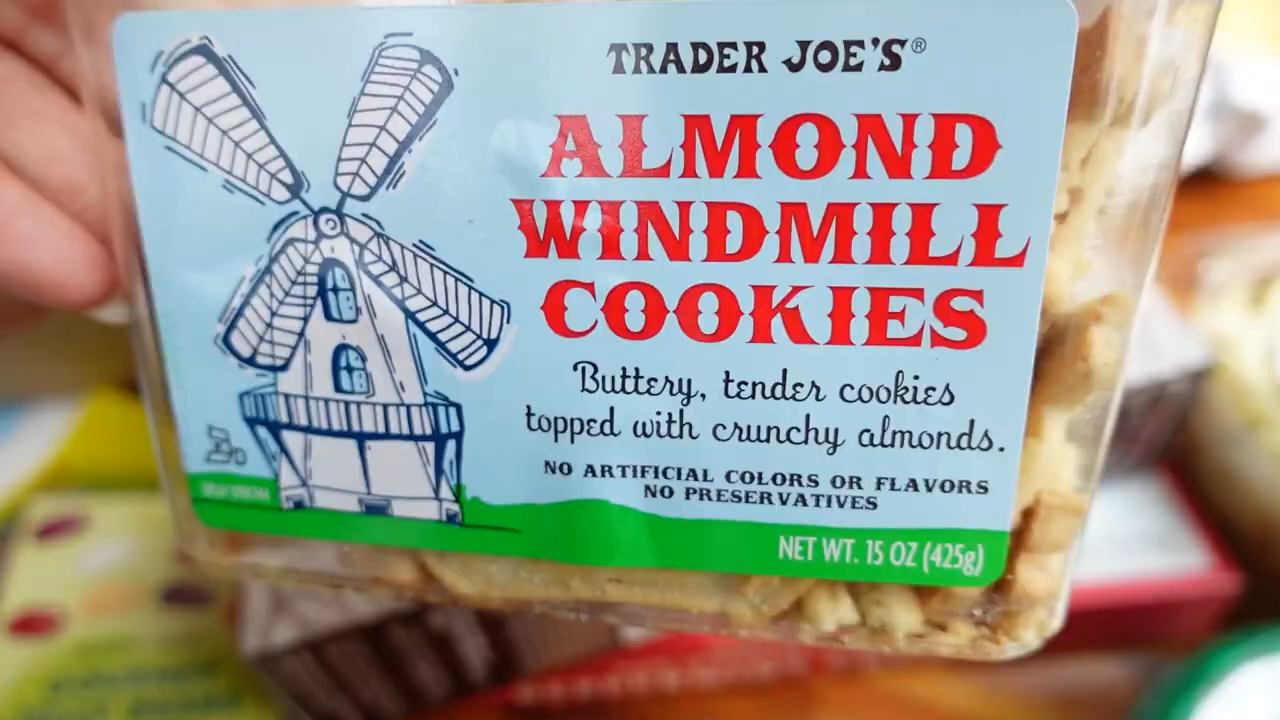 TRADER JOE'S®
ALMOND
WINDMILL
COOKIES
Buttery, tender cookies
topped with crunchy almonds.
NO ARTIFICIAL COLORS OR FLAVORS
NO PRESERVATIVES
NET WT. 15 OZ (425g)